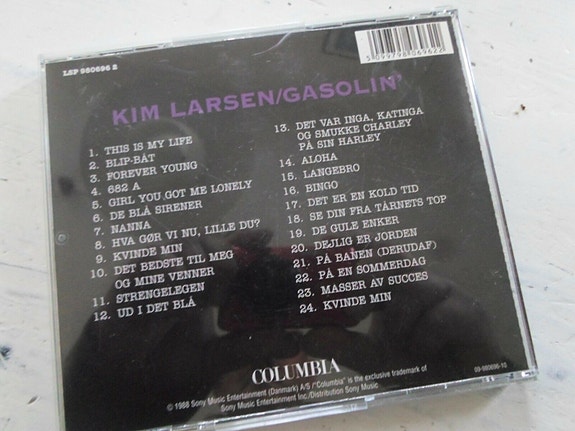 LSP 980696 2
5099798069622
KIM LARSEN/GASOLIN'
1. THIS IS MY LIFE
2. BLIP-BÅT
3. FOREVER YOUNG
4. 682 A
5. GIRL YOU GOT ME LONELY
6. DE BLÅ SIRENER
7. NANNA
8. HVA GØR VI NU, LILLE DU?
9. KVINDE MIN
10. DET BEDSTE TIL MEG
OG MINE VENNER
11. STRENGELEGEN
12. UD I DET BLÅ
13. DET VAR INGA, KATINGA
OG SMUKKE CHARLEY
PÅ SIN HARLEY
14. ALOHA
15. LANGEBRO
16. BINGO
17. DET ER EN KOLD TID
18. SE DIN FRA TÅRNETS TOP
19. DE GULE ENKER
20. DEJLIG ER JORDEN
21. PÅ BANEN (DERUDAF)
22. PÅ EN SOMMERDAG
23. MASSER AV SUCCES
24. KVINDE MIN
COLUMBIA
© 1988 Sony Music Entertainment (Danmark) A/S /"Columbia" is the exclusive trademark of
Sony Music Entertainment Inc./Distribution Sony Music
09-980696-10